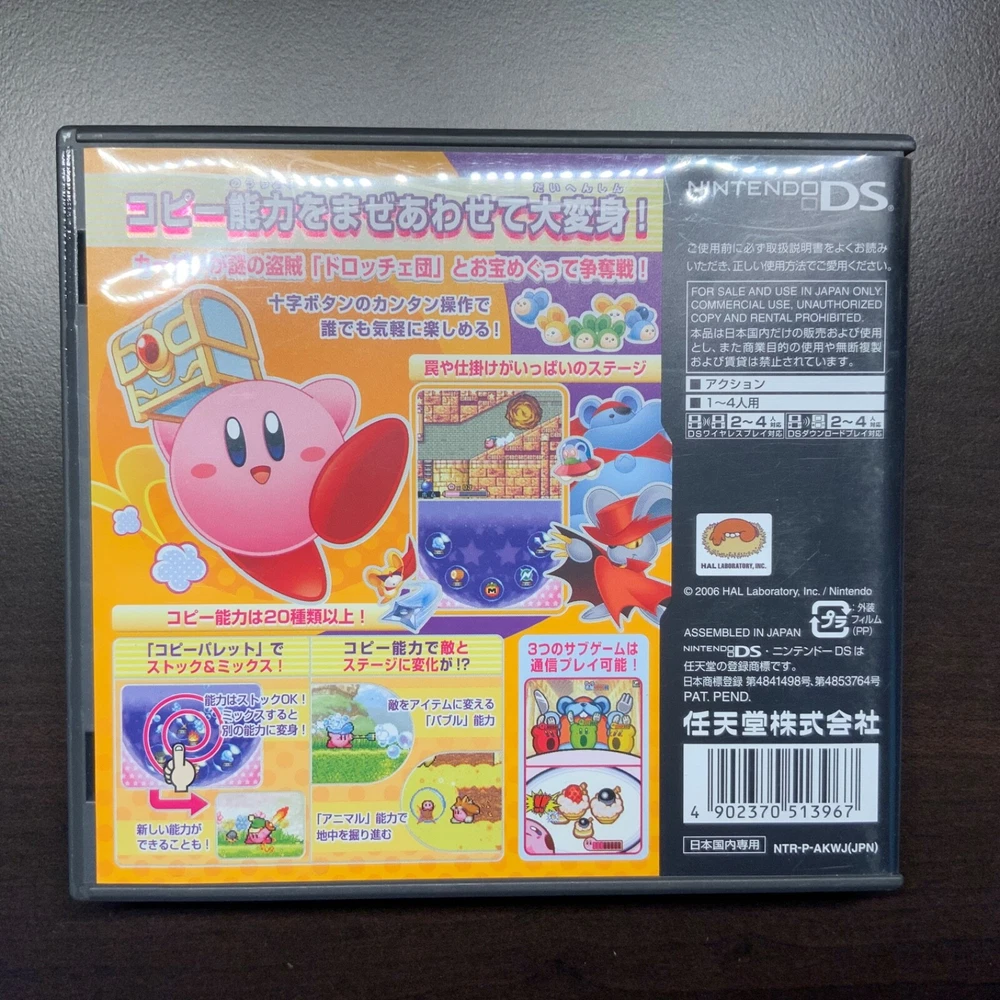 コピー能力をまぜあわせて大変身!
だいへんしん
が謎の盗賊「ドロッチェ団」とお宝めぐって争奪戦!
十字ボタンのカンタン操作で
誰でも気軽に楽しめる!
罠や仕掛けがいっぱいのステージ
コピー能力は20種類以上!
「コピーパレット」で
ストック&ミックス!
能力はストックOK!
ミックスすると
別の能力に変身!
新しい能力が
できることも!
コピー能力で敵と
ステージに変化が!?
敵をアイテムに変える
「バブル」能力
「アニマル」能力で
地中を掘り進む
3つのサブゲームは
通信プレイ可能!
NINTENDO DS
ご使用前に必ず取扱説明書をよくお読み
いただき、正しい使用方法でご愛用ください。
FOR SALE AND USE IN JAPAN ONLY.
COMMERCIAL USE, UNAUTHORIZED
COPY AND RENTAL PROHIBITED.
本品は日本国内だけの販売および使用
とし、また商業目的の使用や無断複製
および賃貸は禁止されています。
■ アクション
■ 1〜4人用
2〜4人対応
DSワイヤレスプレイ対応
2〜4人対応
DSダウンロードプレイ対応
HAL LABORATORY, INC.
© 2006 HAL Laboratory, Inc. / Nintendo
ASSEMBLED IN JAPAN
プラ
:外装
フィルム
(PP)
NINTENDO DS・ニンテンドーDSは
任天堂の登録商標です。
日本商標登録 第4841498号、第4853764号
PAT. PEND.
任天堂株式会社
4 902370 513967
日本国内専用
NTR-P-AKWJ(JPN)